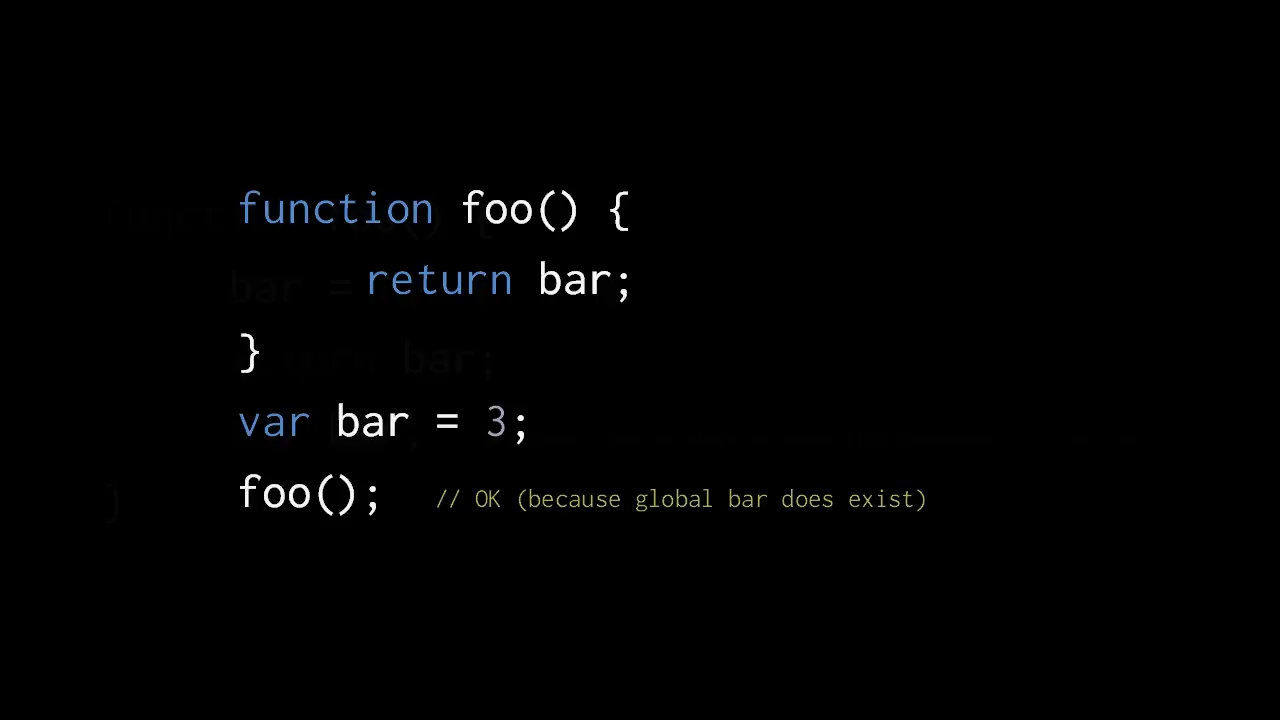 function foo() {
return bar;
}
var bar = 3;
foo(); // OK (because global bar does exist)